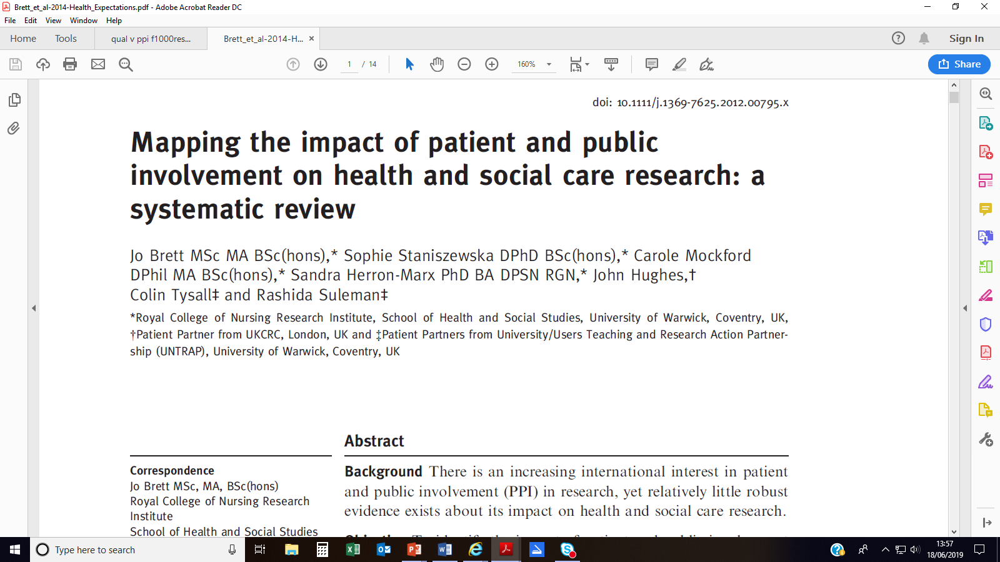 Brett_et_al-2014-Health_Expectations.pdf - Adobe Acrobat Reader DC
File Edit View Window Help
Home Tools qual v ppi f1000res... Brett_et_al-2014-H... × Sign In
1 / 14 160% Share
doi: 10.1111/j.1369-7625.2012.00795.x
Mapping the impact of patient and public
involvement on health and social care research: a
systematic review
Jo Brett MSc MA BSc(hons),* Sophie Staniszewska DPhD BSc(hons),* Carole Mockford
DPhil MA BSc(hons),* Sandra Herron-Marx PhD BA DPSN RGN,* John Hughes,†
Colin Tysall‡ and Rashida Suleman‡
*Royal College of Nursing Research Institute, School of Health and Social Studies, University of Warwick, Coventry, UK,
†Patient Partner from UKCRC, London, UK and ‡Patient Partners from University/Users Teaching and Research Action Partner-
ship (UNTRAP), University of Warwick, Coventry, UK
Correspondence
Jo Brett MSc, MA, BSc(hons)
Royal College of Nursing Research
Institute
School of Health and Social Studies
Abstract
Background There is an increasing international interest in patient
and public involvement (PPI) in research, yet relatively little robust
evidence exists about its impact on health and social care research.
Type here to search
13:57
18/06/2019